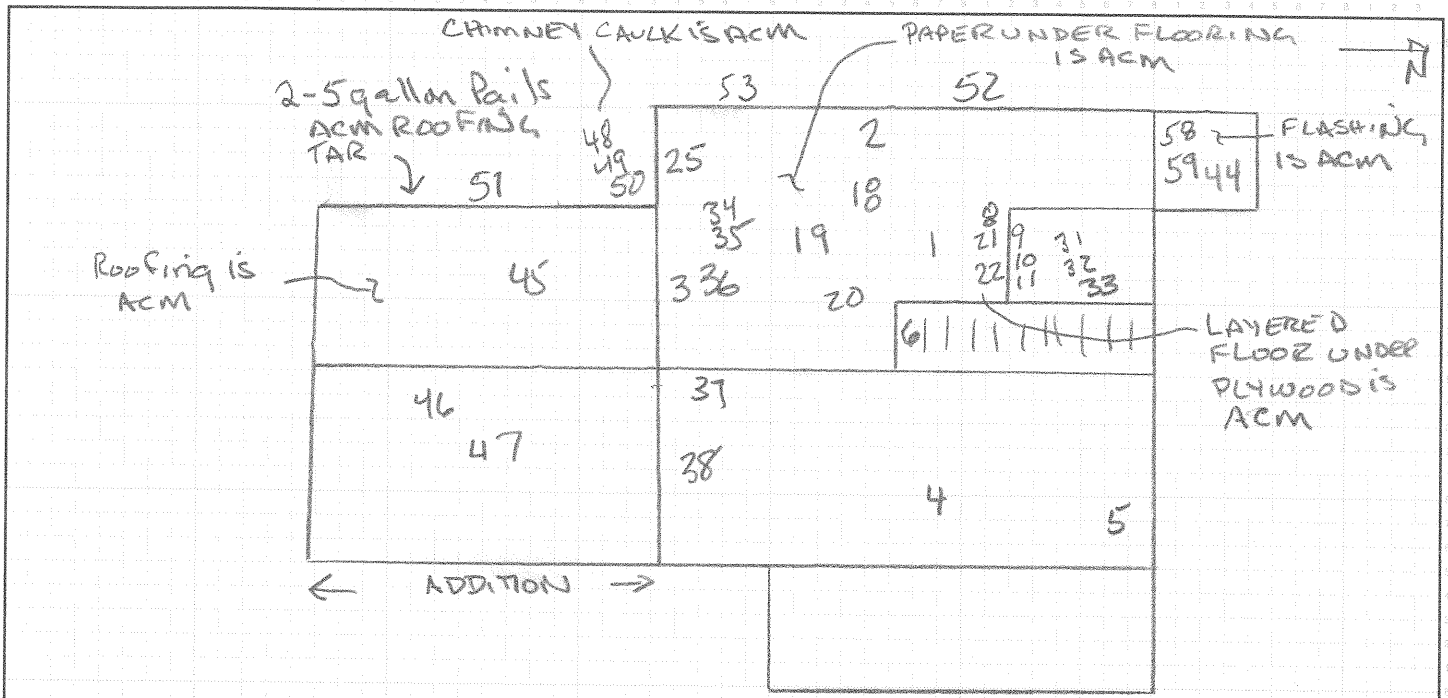 CHIMNEY CAULK IS ACM
PAPER UNDER FLOORING
IS ACM
N
2-5 gallon Pails
ACM ROOFING
TAR
53
52
48
49
50
51
25
2
58
59 44
FLASHING
IS ACM
18
34
35
19
1
8
21 9
22 10
11
31
32
33
Roofing is
ACM
45
3 36
20
6
LAYERED
FLOOR UNDER
PLYWOOD is
ACM
46
47
37
38
4
5
← ADDITION →